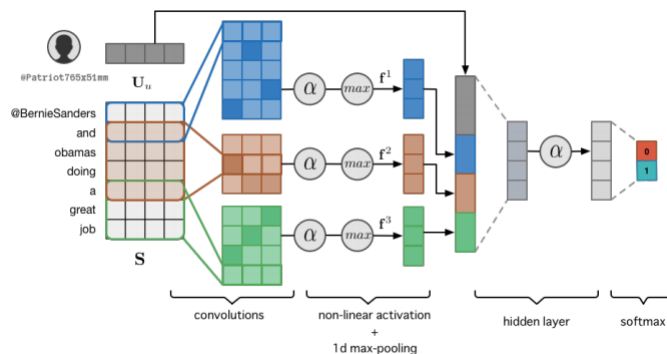 @Patriot765x51mm
U_u
@BernieSanders
and
obamas
doing
a
great
job
S
α
max
f^1
α
max
f^2
α
max
f^3
α
0
1
convolutions
non-linear activation
+
1d max-pooling
hidden layer
softmax